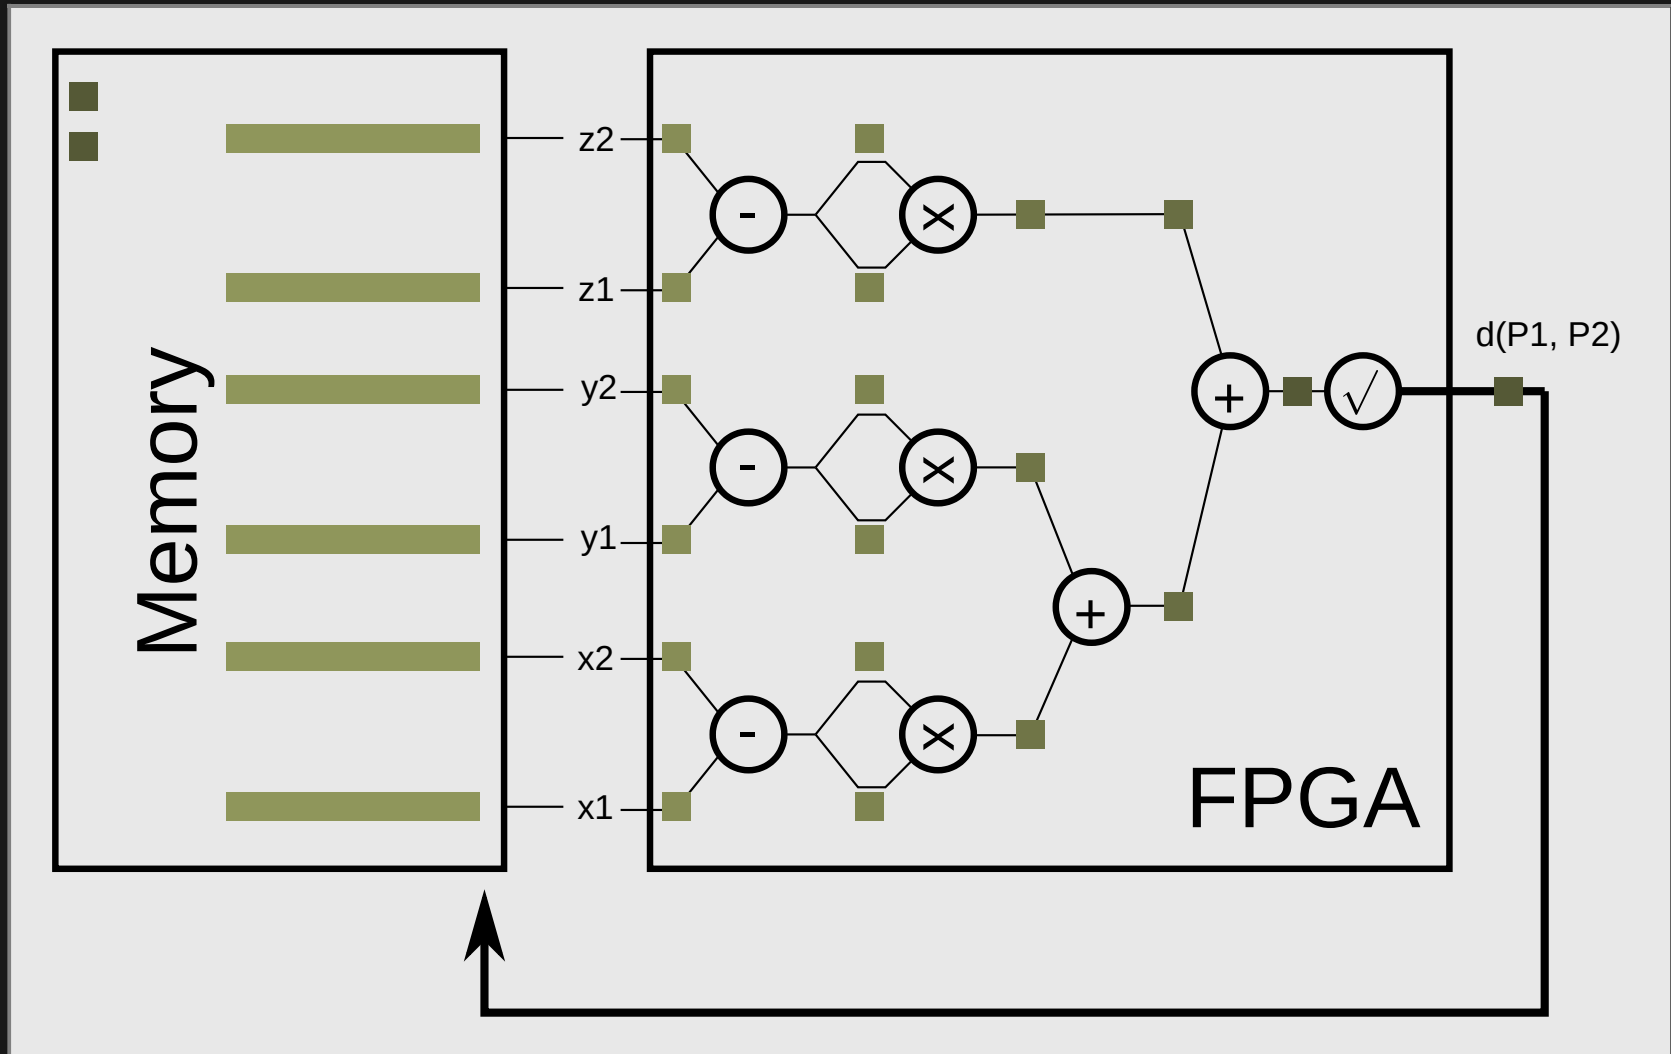 Memory
z2
z1
y2
y1
x2
x1
-
x
-
x
-
x
+
+
√
d(P1, P2)
FPGA